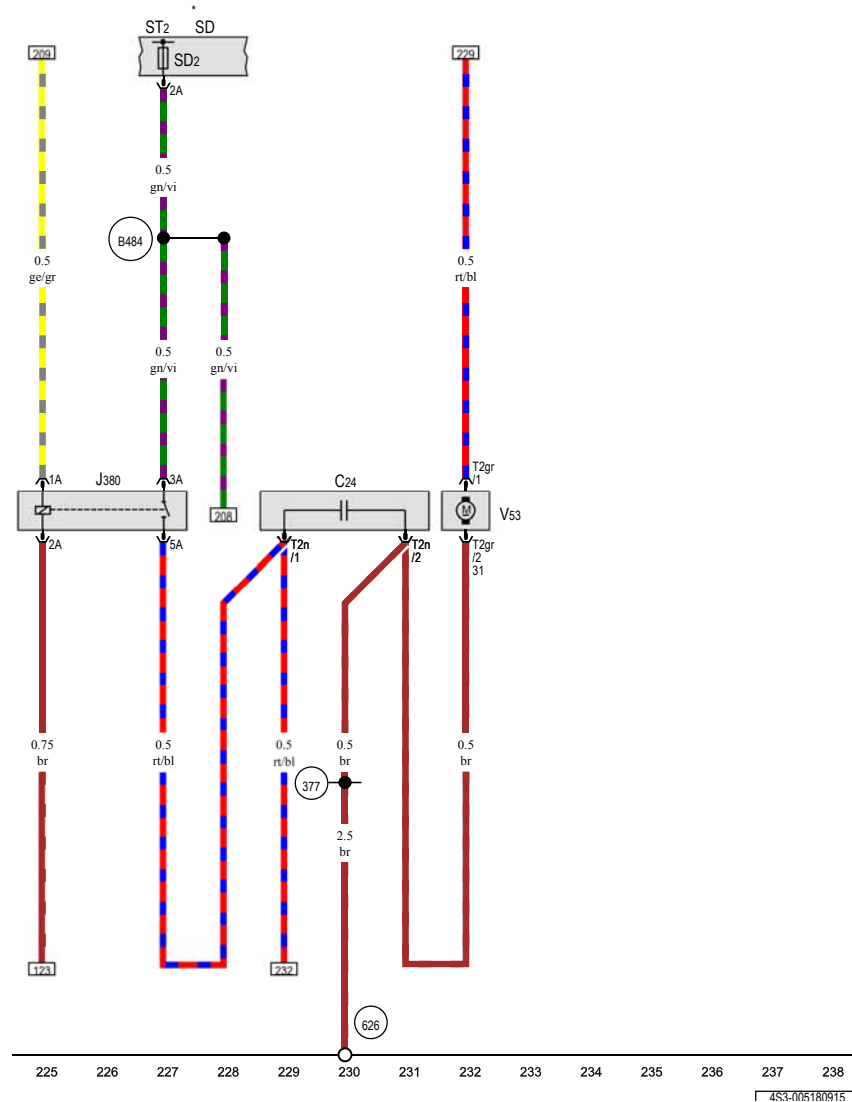 *
ST2 SD
209
SD2
229
2A
0.5
gn/vi
B484
0.5
ge/gr
0.5
rt/bl
0.5
gn/vi
0.5
gn/vi
T2gr
/1
1A
J380
3A
C24
208
M
V53
2A
5A
T2n
/1
T2n
/2
T2gr
/2
31
0.75
br
0.5
rt/bl
0.5
rt/bl
0.5
br
0.5
br
377
2.5
br
123
232
626
225 226 227 228 229 230 231 232 233 234 235 236 237 238
4S3-005180915